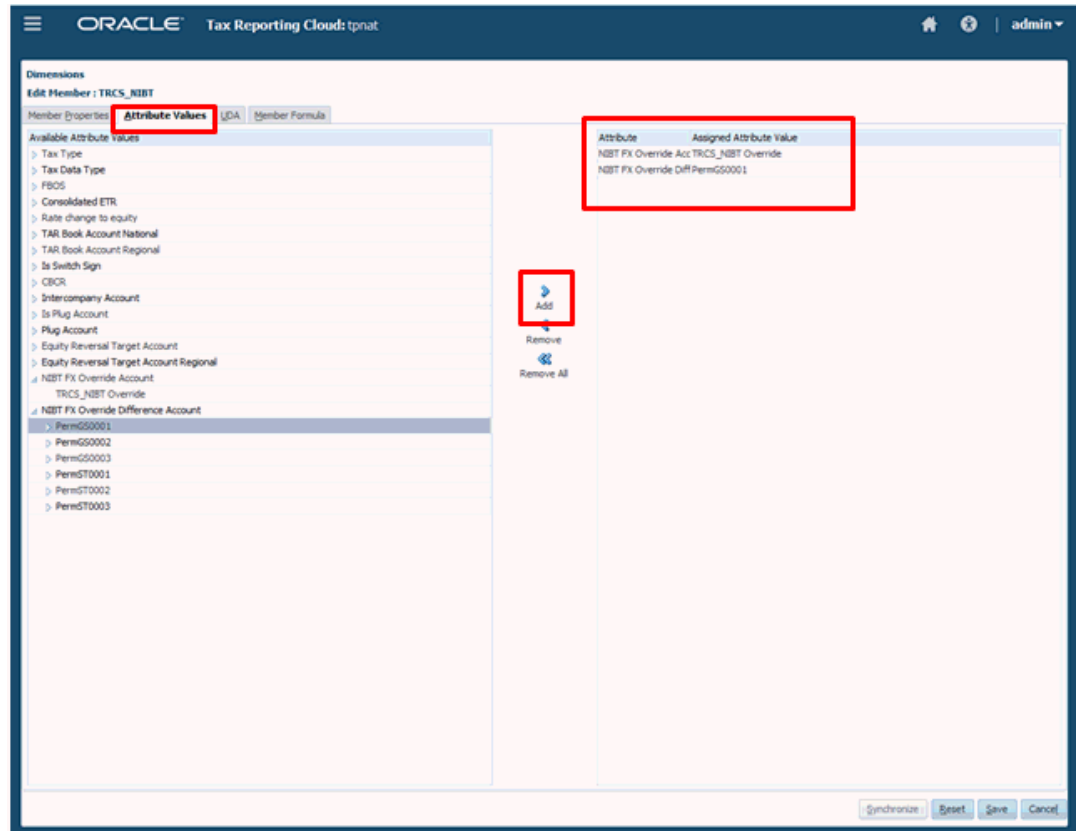 ORACLE Tax Reporting Cloud: tpnat
admin
Dimensions
Edit Member : TRCS_NIBT
Member Properties Attribute Values UDA Member Formula
Available Attribute Values
Tax Type
Tax Data Type
FBOS
Consolidated ETR
Rate change to equity
TAR Book Account National
TAR Book Account Regional
Is Switch Sign
CBCR
Intercompany Account
Is Plug Account
Plug Account
Equity Reversal Target Account
Equity Reversal Target Account Regional
NIBT FX Override Account
TRCS_NIBT Override
NIBT FX Override Difference Account
PermGS0001
PermGS0002
PermGS0003
PermST0001
PermST0002
PermST0003
Add
Remove
Remove All
Attribute Assigned Attribute Value
NIBT FX Override Acc TRCS_NIBT Override
NIBT FX Override Diff PermGS0001
Synchronize Reset Save Cancel